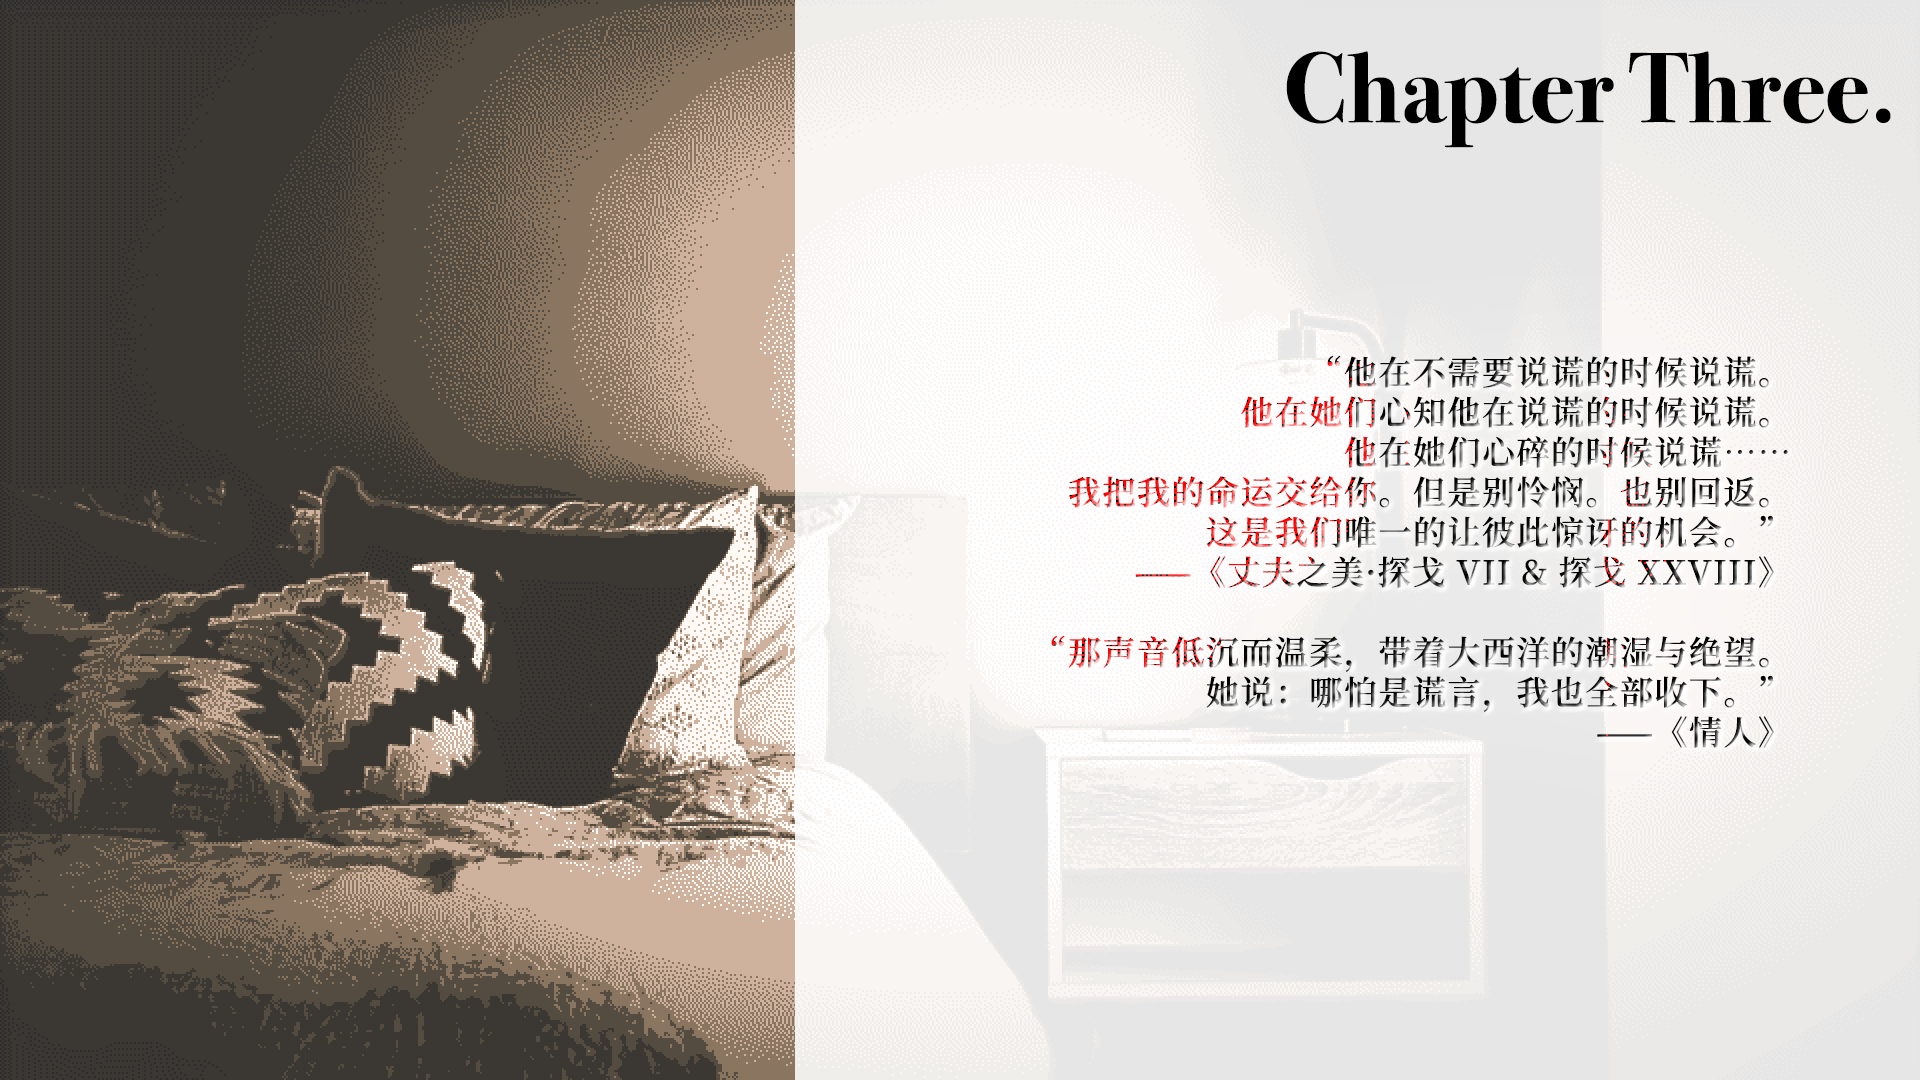 Chapter Three.
“他在不需要说谎的时候说谎。
他在她们心知他在说谎的时候说谎。
他在她们心碎的时候说谎……
我把我的命运交给你。但是别怜悯。也别回返。
这是我们唯一的让彼此惊讶的机会。”
——《丈夫之美·探戈 VII & 探戈 XXVIII》
“那声音低沉而温柔，带着大西洋的潮湿与绝望。
她说：哪怕是谎言，我也全部收下。”
——《情人》